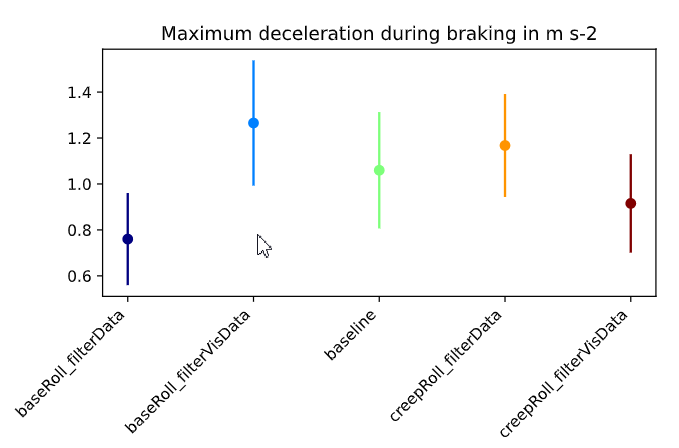 Maximum deceleration during braking in m s-2
1.4
1.2
1.0
0.8
0.6
baseRoll_filterData
baseRoll_filterVisData
baseline
creepRoll_filterData
creepRoll_filterVisData